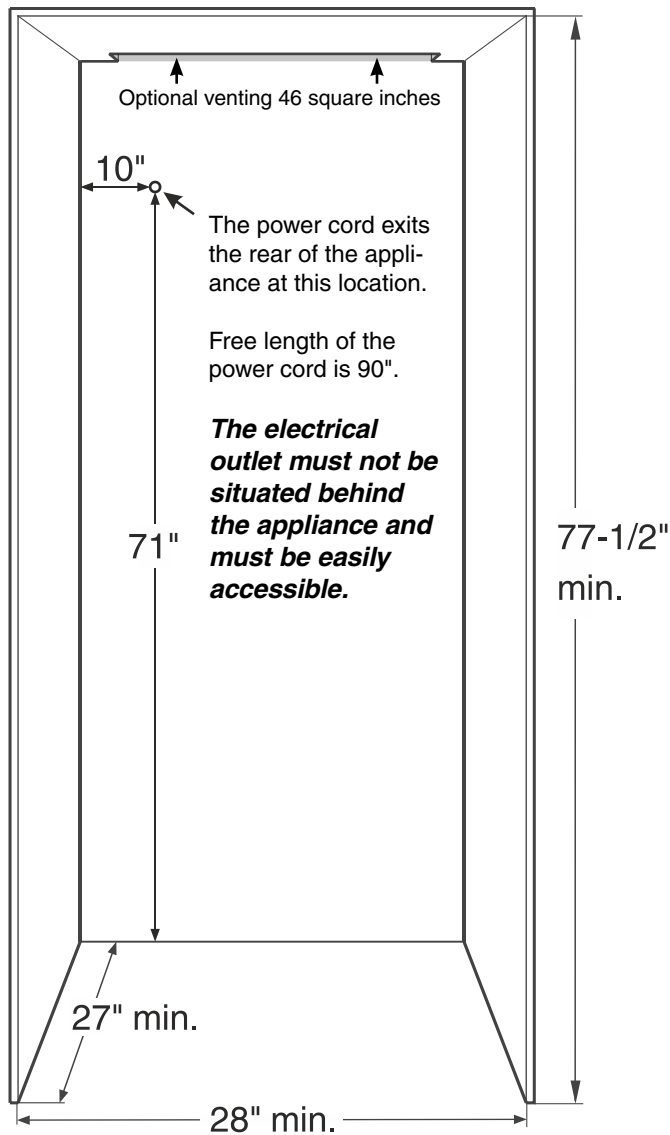 Optional venting 46 square inches
10"
The power cord exits
the rear of the appli-
ance at this location.
Free length of the
power cord is 90".
The electrical
outlet must not be
situated behind
the appliance and
must be easily
accessible.
71"
77-1/2"
min.
27" min.
28" min.